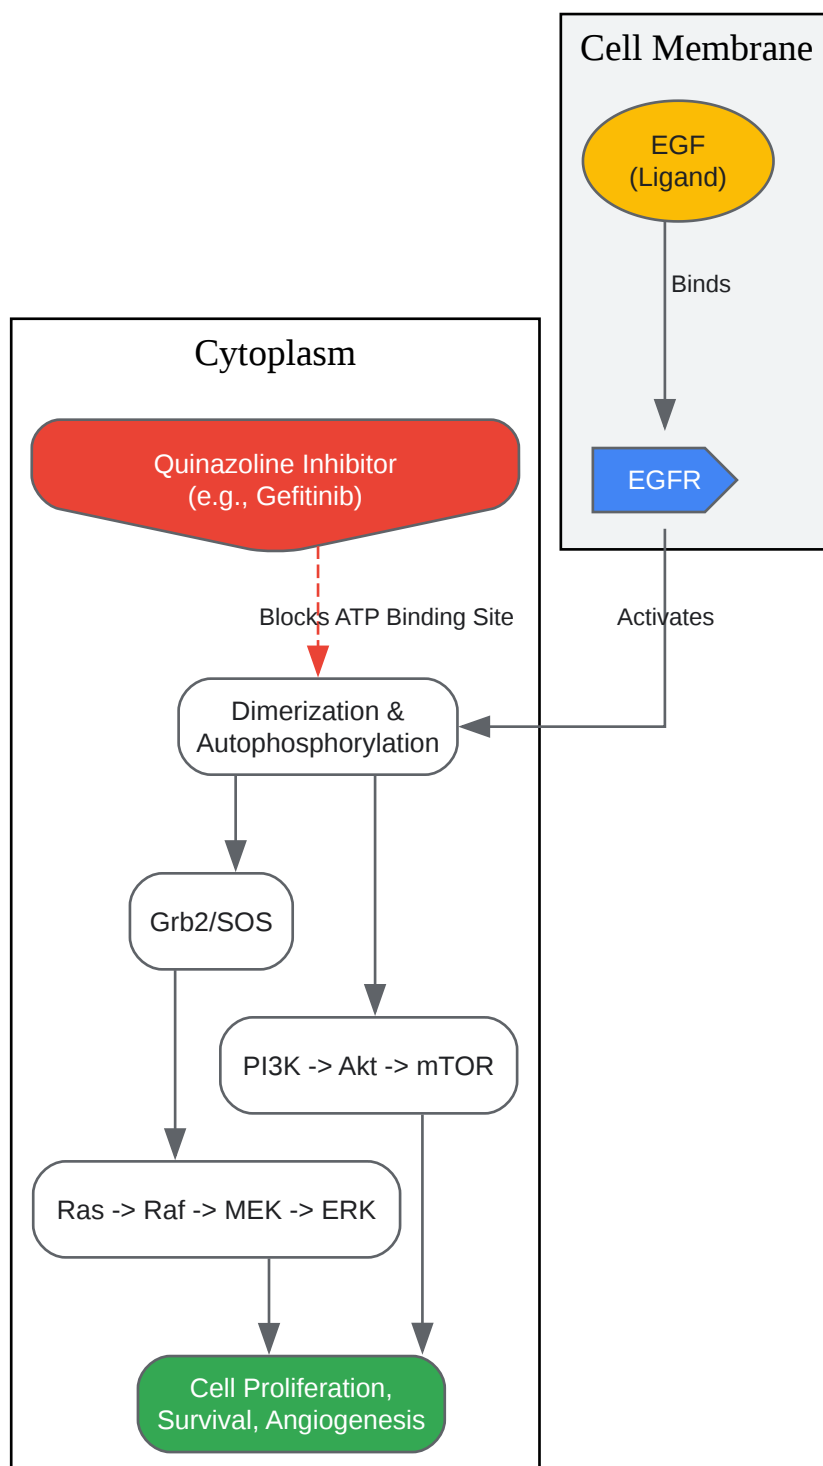 Cell Membrane
EGF
(Ligand)
Binds
EGFR
Activates
Cytoplasm
Quinazoline Inhibitor
(e.g., Gefitinib)
Blocks ATP Binding Site
Dimerization &
Autophosphorylation
Grb2/SOS
PI3K -> Akt -> mTOR
Ras -> Raf -> MEK -> ERK
Cell Proliferation,
Survival, Angiogenesis